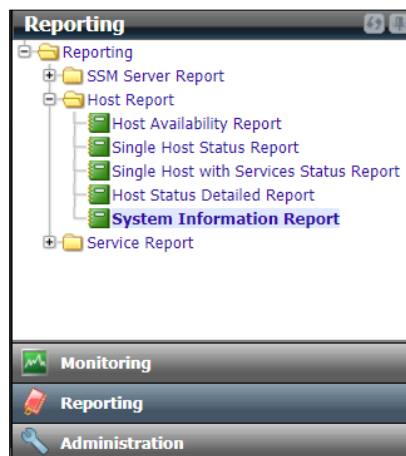 Reporting
Reporting
SSM Server Report
Host Report
Host Availability Report
Single Host Status Report
Single Host with Services Status Report
Host Status Detailed Report
System Information Report
Service Report
Monitoring
Reporting
Administration